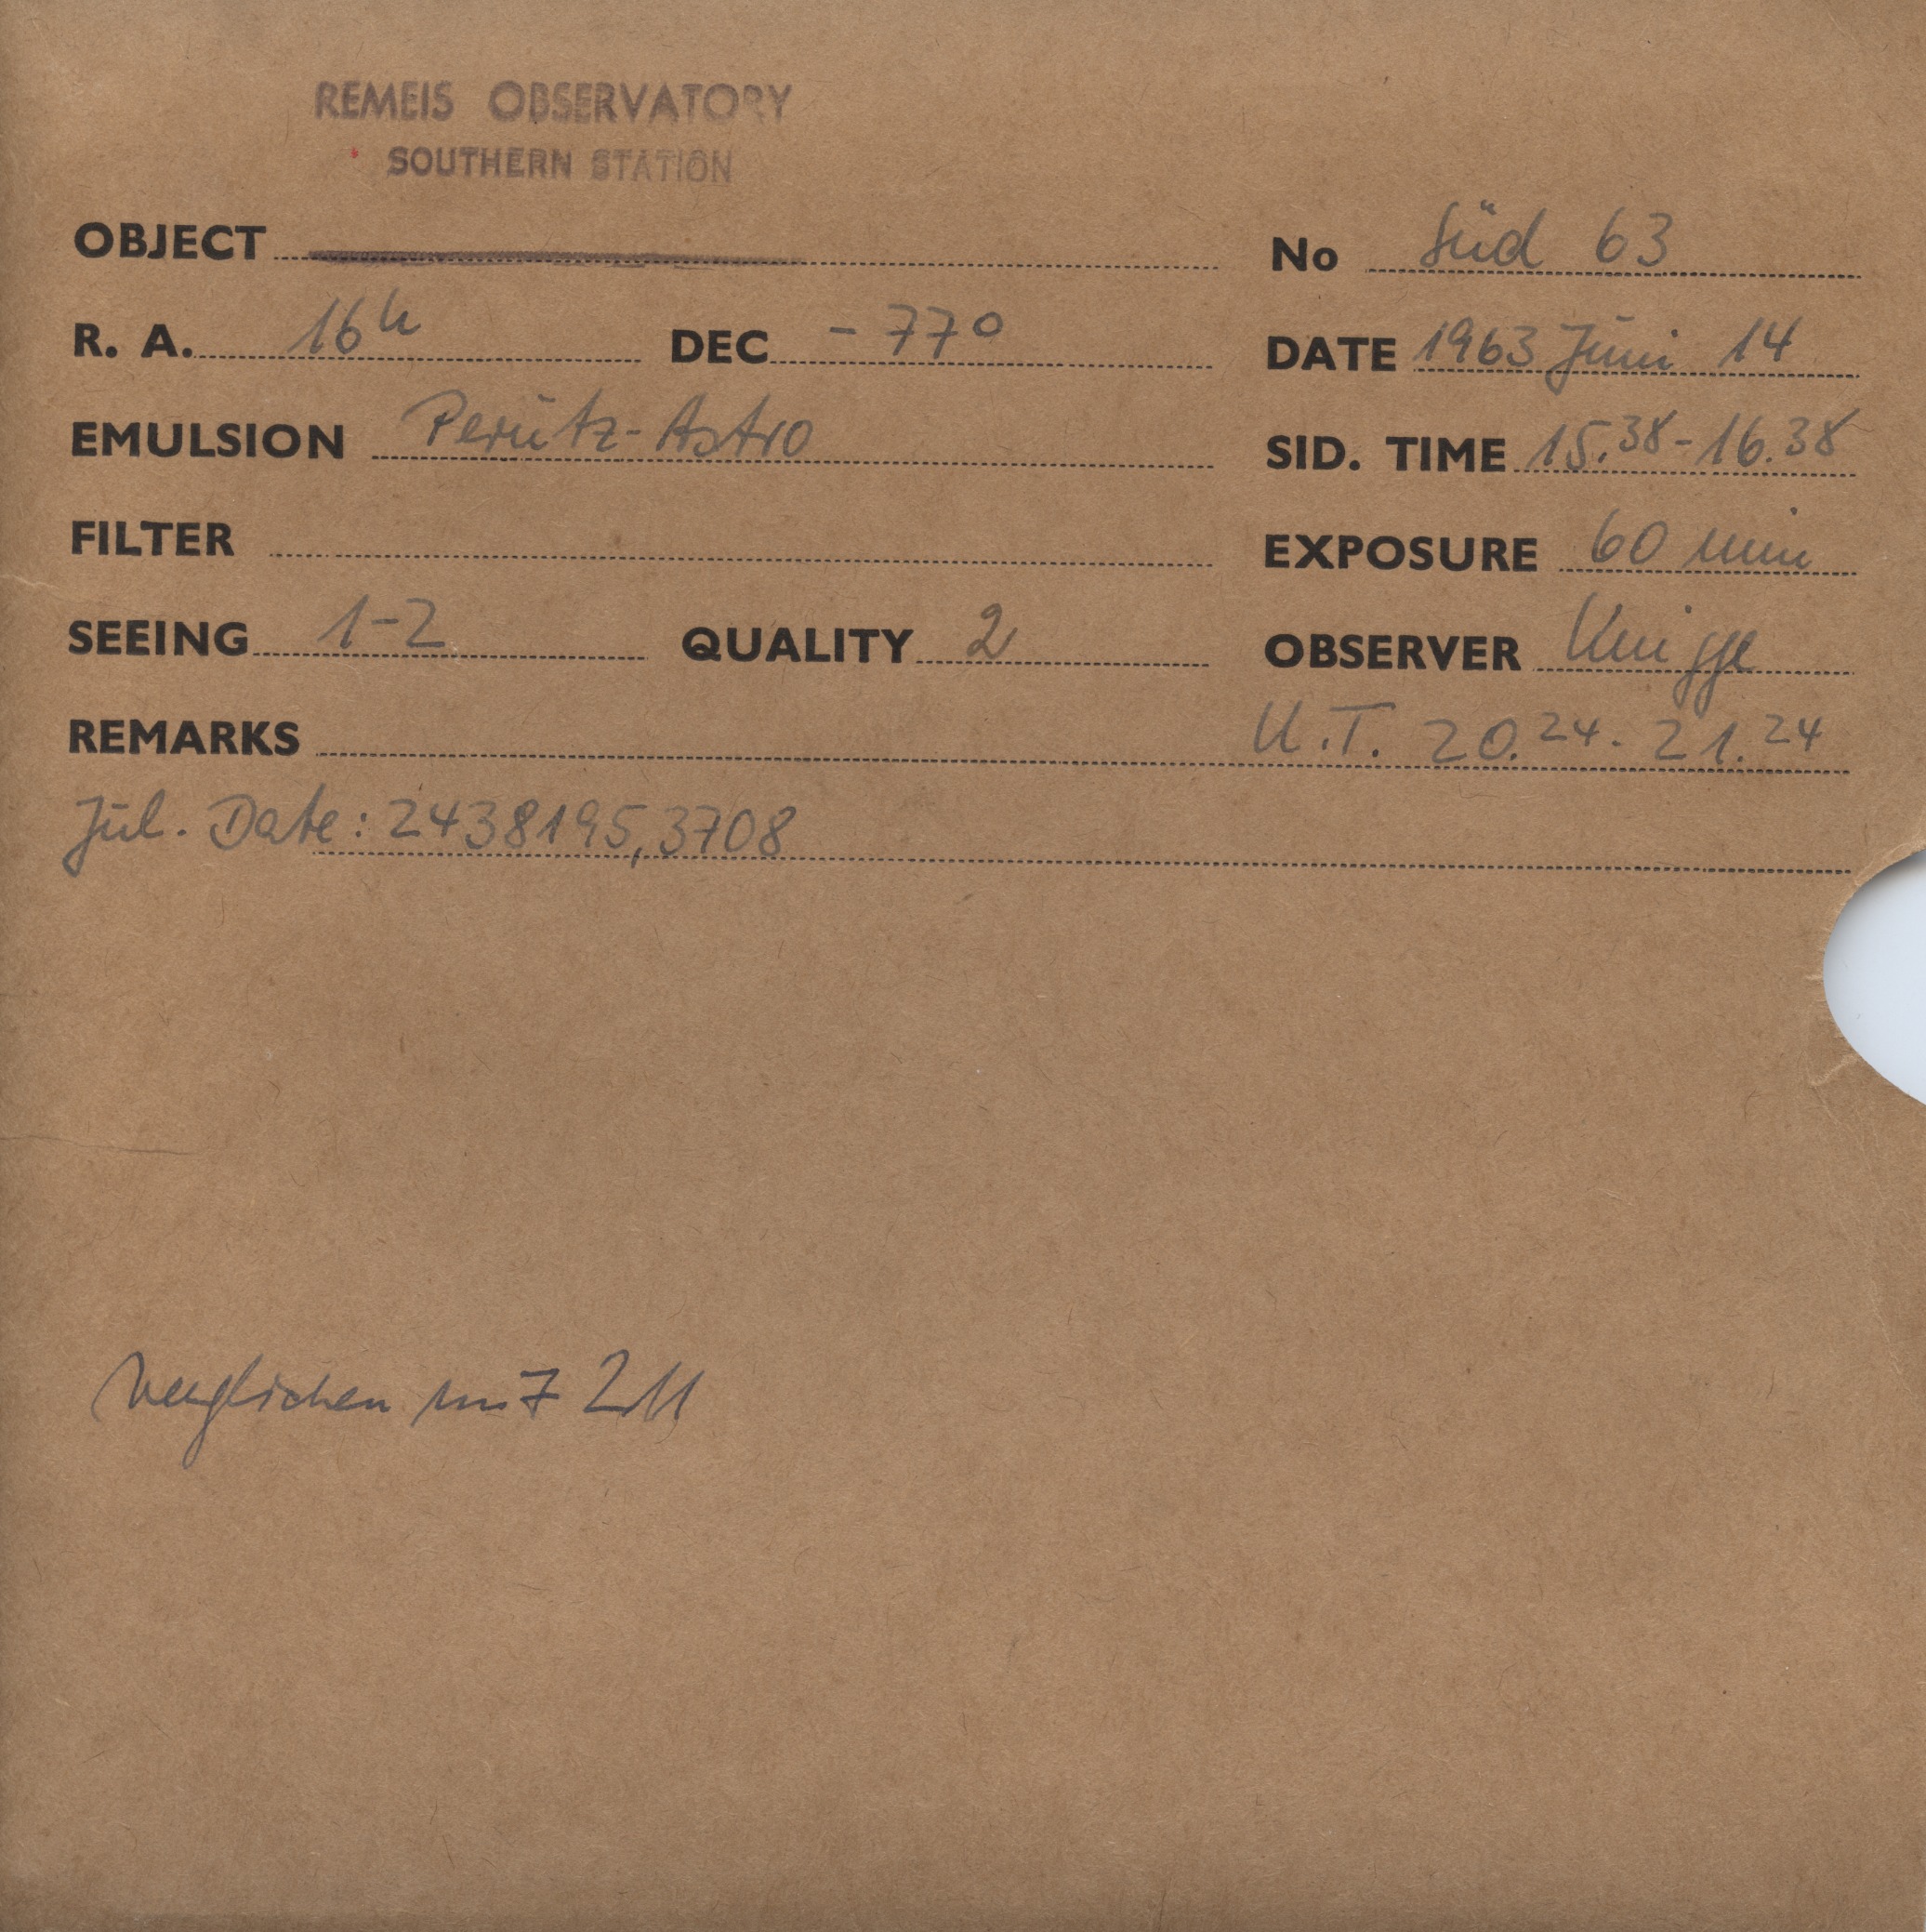 REMEIS OBSERVATORY
SOUTHERN STATION
OBJECT No Süd 63
R. A. 16h DEC -77° DATE 1963 Juni 14
EMULSION Perutz-Astro SID. TIME 15.38-16.38
FILTER EXPOSURE 60 min
SEEING 1-2 QUALITY 2 OBSERVER Knigge
REMARKS U.T. 20.24-21.24
Jul. Date: 2438195,3708
verglichen mit 211